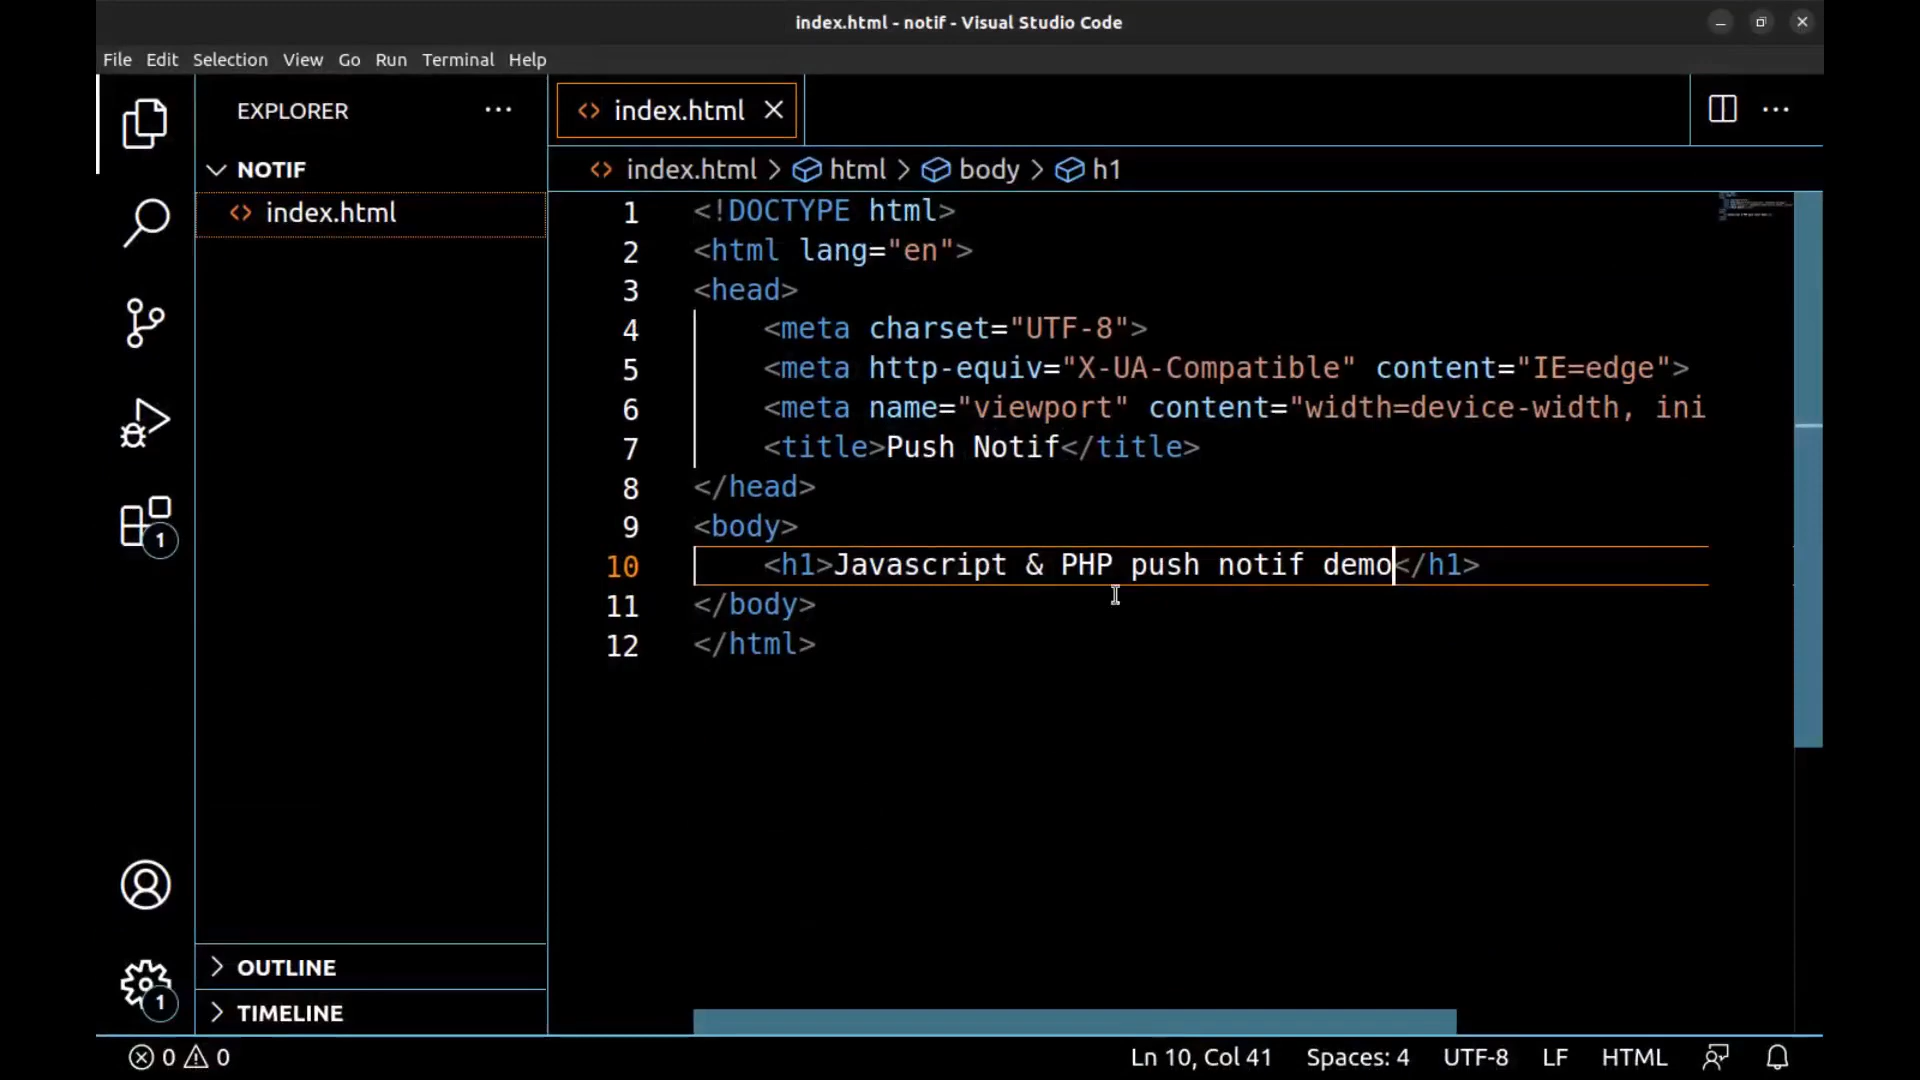 index.html - notif - Visual Studio Code
File Edit Selection View Go Run Terminal Help
EXPLORER
NOTIF
index.html
OUTLINE
TIMELINE
1
1
index.html
index.html > html > body > h1
1 <!DOCTYPE html>
2 <html lang="en">
3 <head>
4 <meta charset="UTF-8">
5 <meta http-equiv="X-UA-Compatible" content="IE=edge">
6 <meta name="viewport" content="width=device-width, ini
7 <title>Push Notif</title>
8 </head>
9 <body>
10 <h1>Javascript & PHP push notif demo</h1>
11 </body>
12 </html>
0 0 Ln 10, Col 41 Spaces: 4 UTF-8 LF HTML